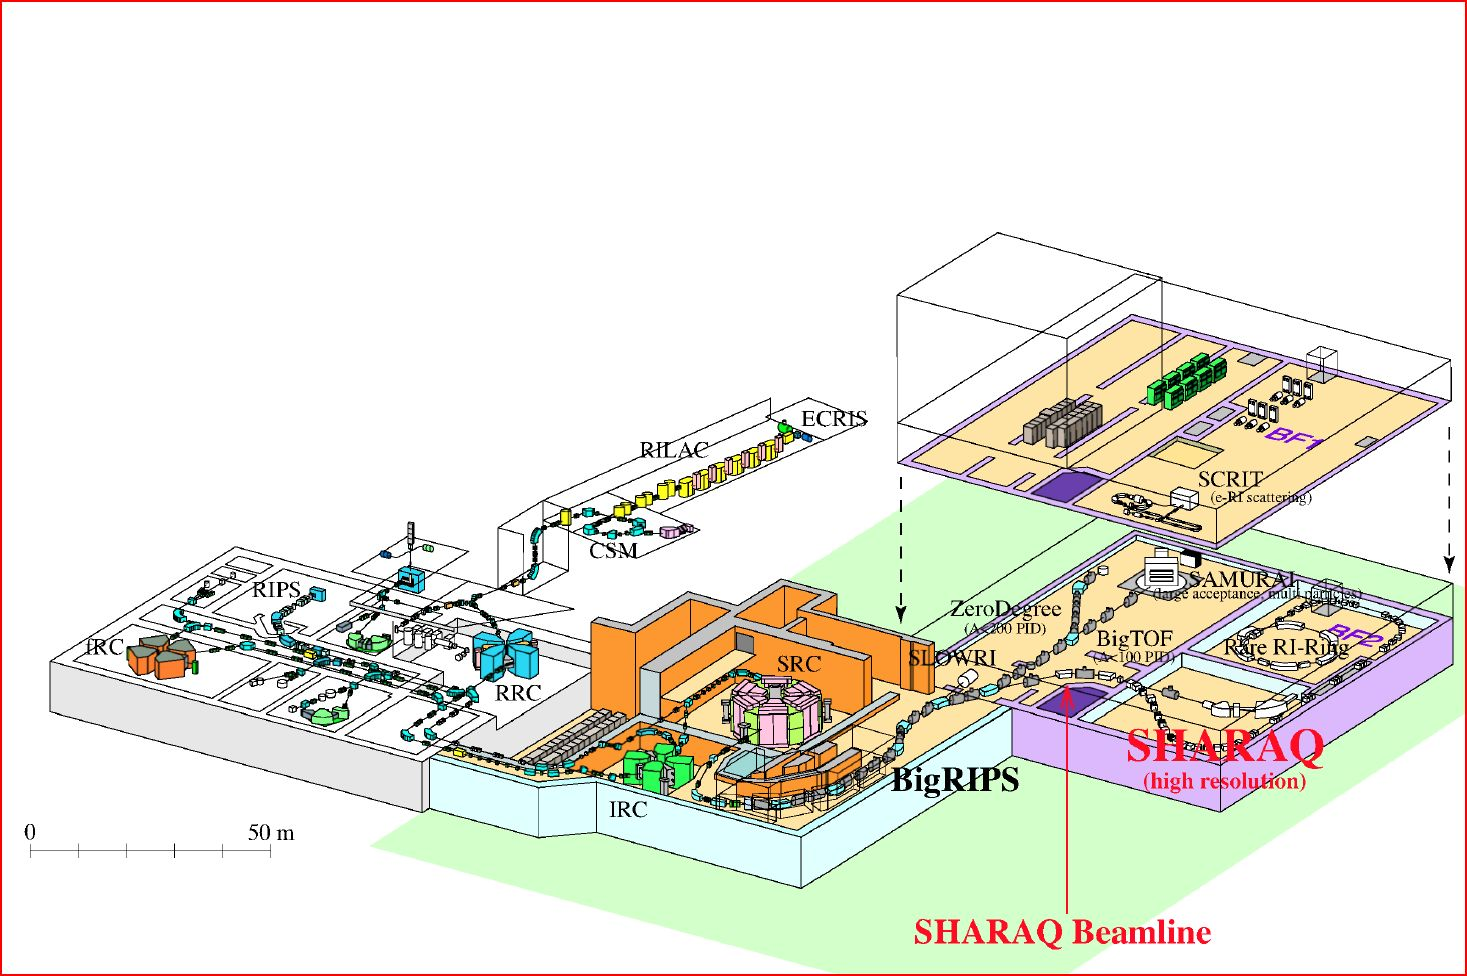 ECRIS
RILAC
BF1
SCRIT
(e-RI scattering)
CSM
RIPS
SAMURAI
(large acceptance, multi particles)
ZeroDegree
(A<200 PID)
BigTOF
(A<100 PID)
BF2
Rare RI-Ring
fRC
SRC
SLOWRI
RRC
SHARAQ
(high resolution)
BigRIPS
IRC
0 50 m
SHARAQ Beamline